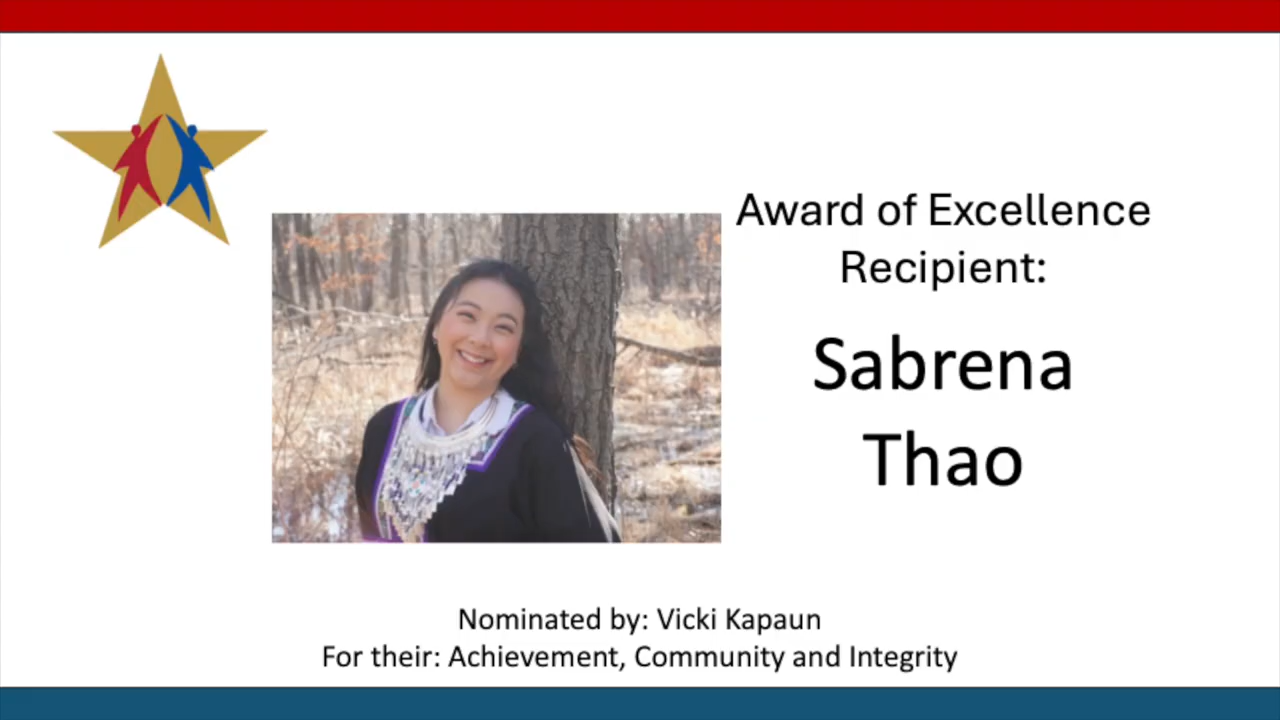 Award of Excellence
Recipient:
Sabrena
Thao
Nominated by: Vicki Kapaun
For their: Achievement, Community and Integrity